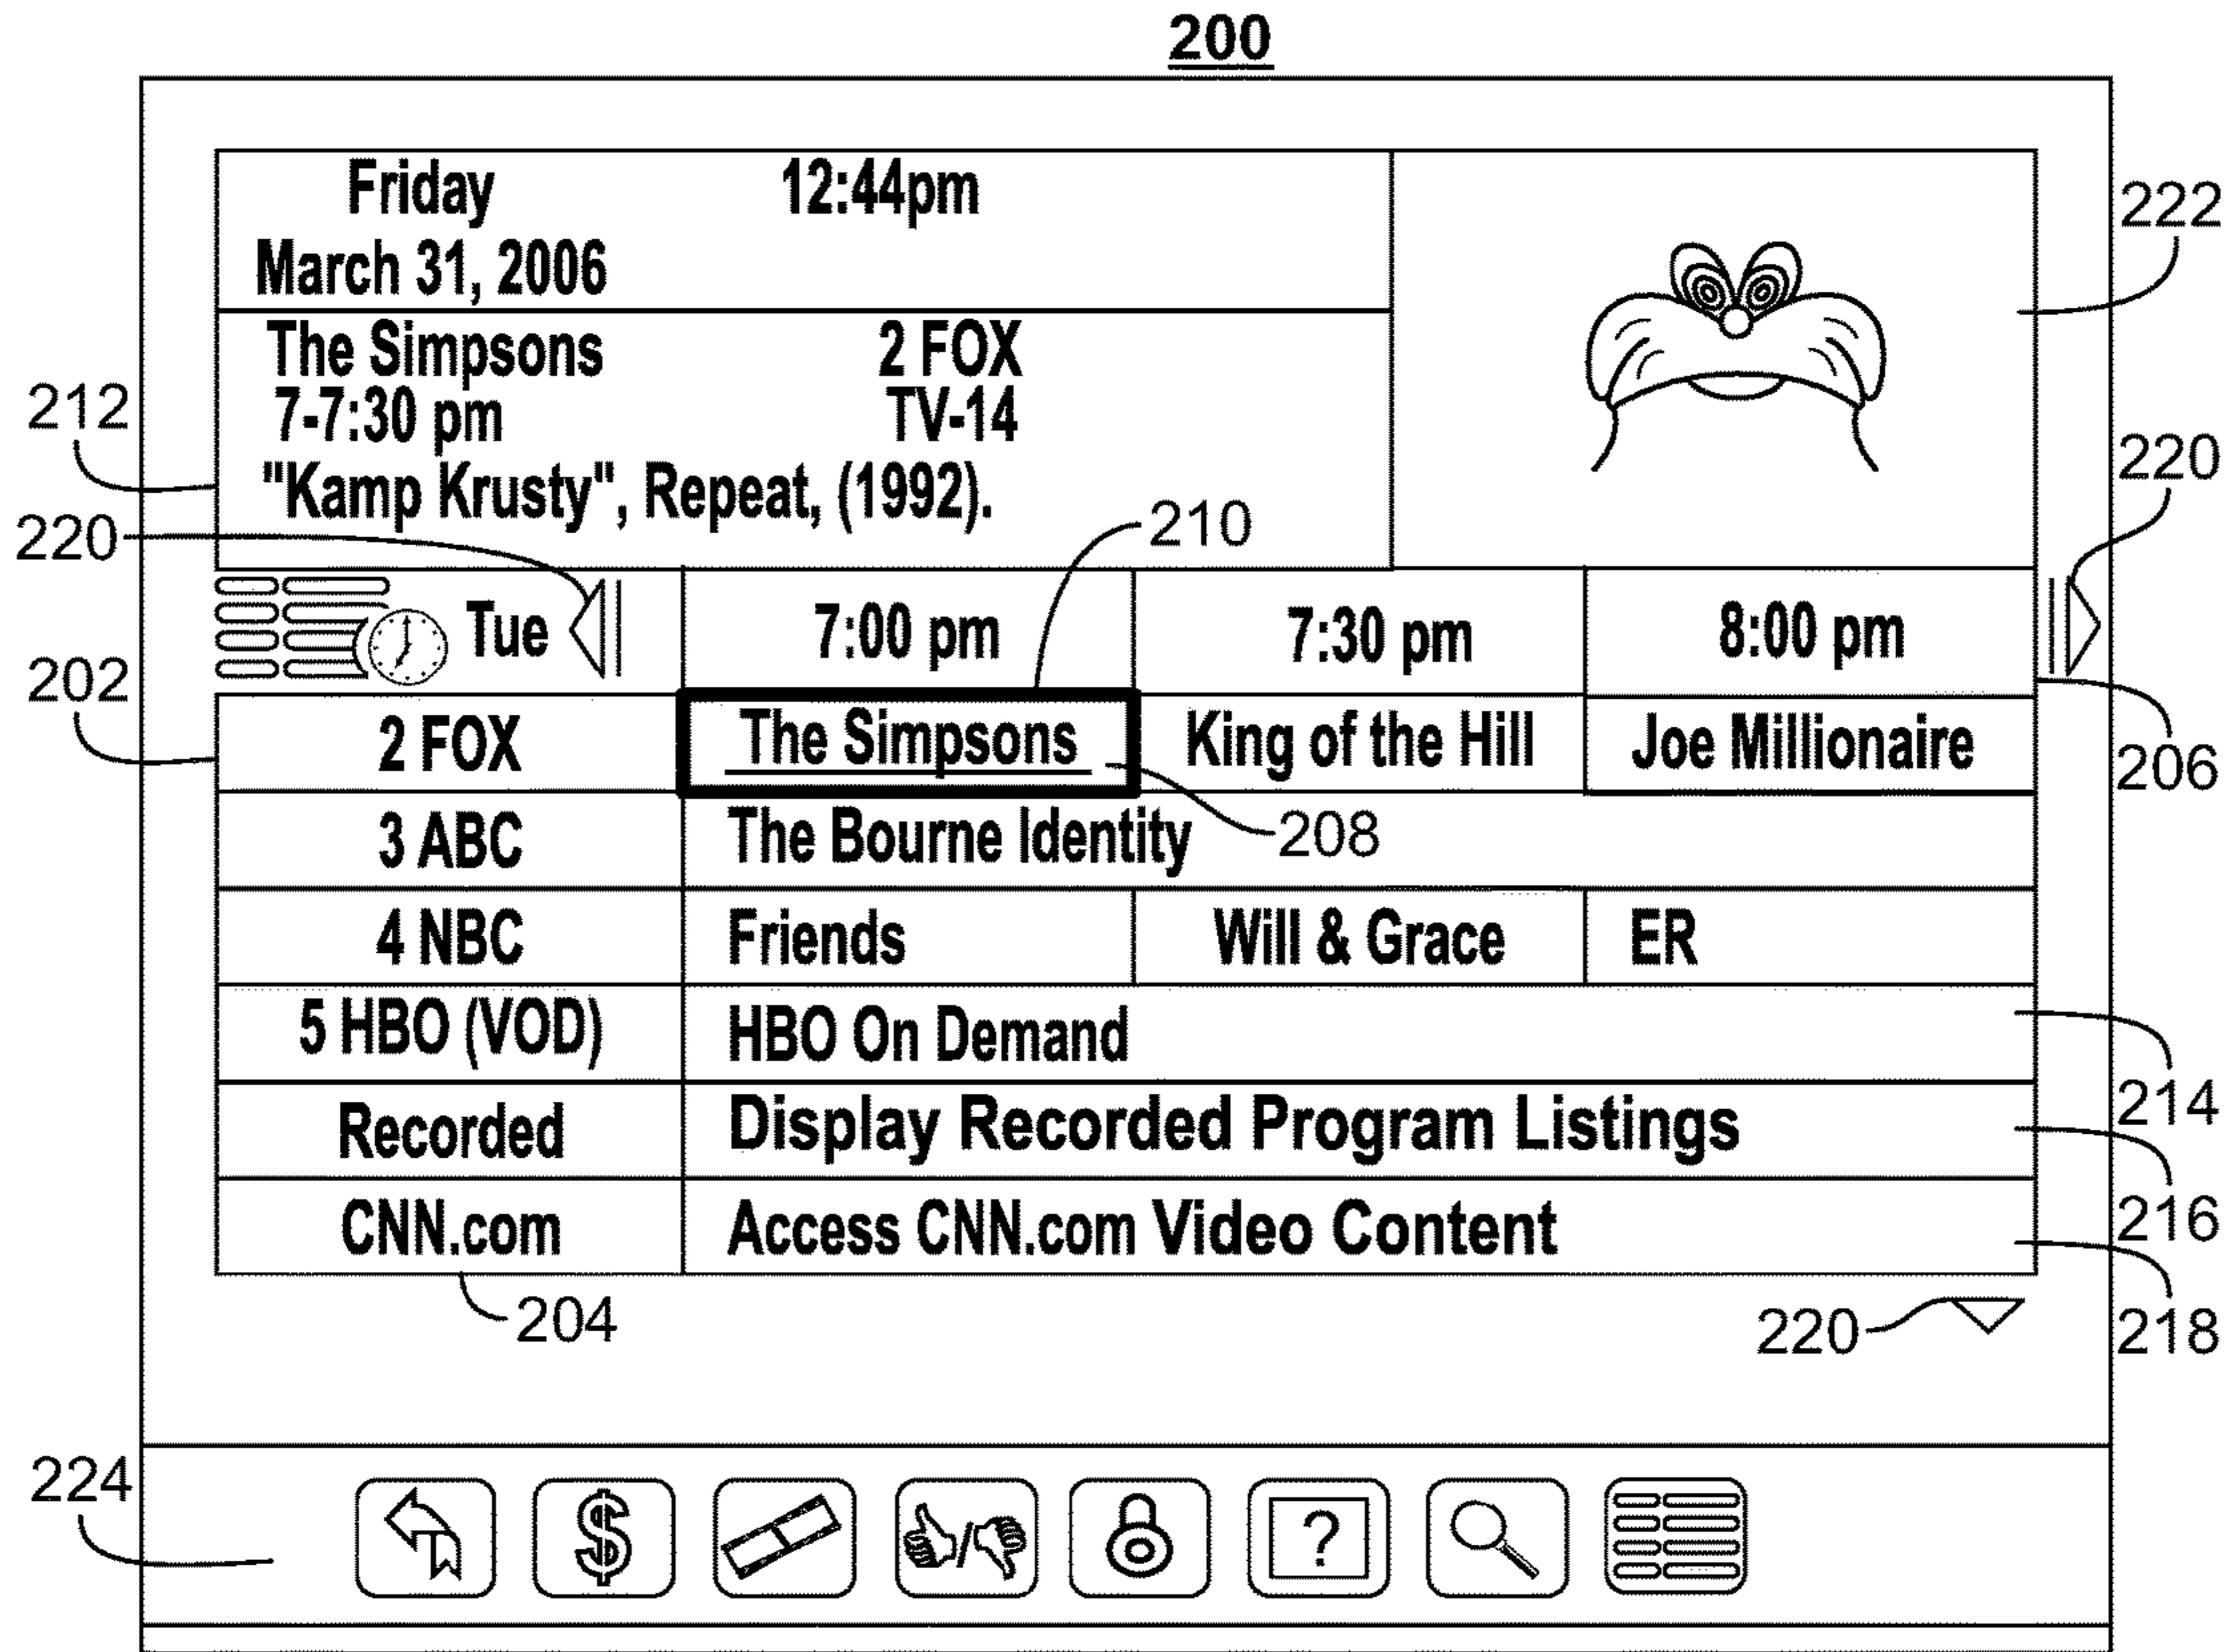 200
Friday 12:44pm
March 31, 2006
222
The Simpsons 2 FOX
212
7-7:30 pm TV-14
220
"Kamp Krusty", Repeat, (1992).
210
220
Tue 7:00 pm 7:30 pm 8:00 pm
202
2 FOX The Simpsons King of the Hill Joe Millionaire
206
3 ABC The Bourne Identity 208
4 NBC Friends Will & Grace ER
5 HBO (VOD) HBO On Demand
214
Recorded Display Recorded Program Listings
216
CNN.com Access CNN.com Video Content
204
220
218
224
$ / ?